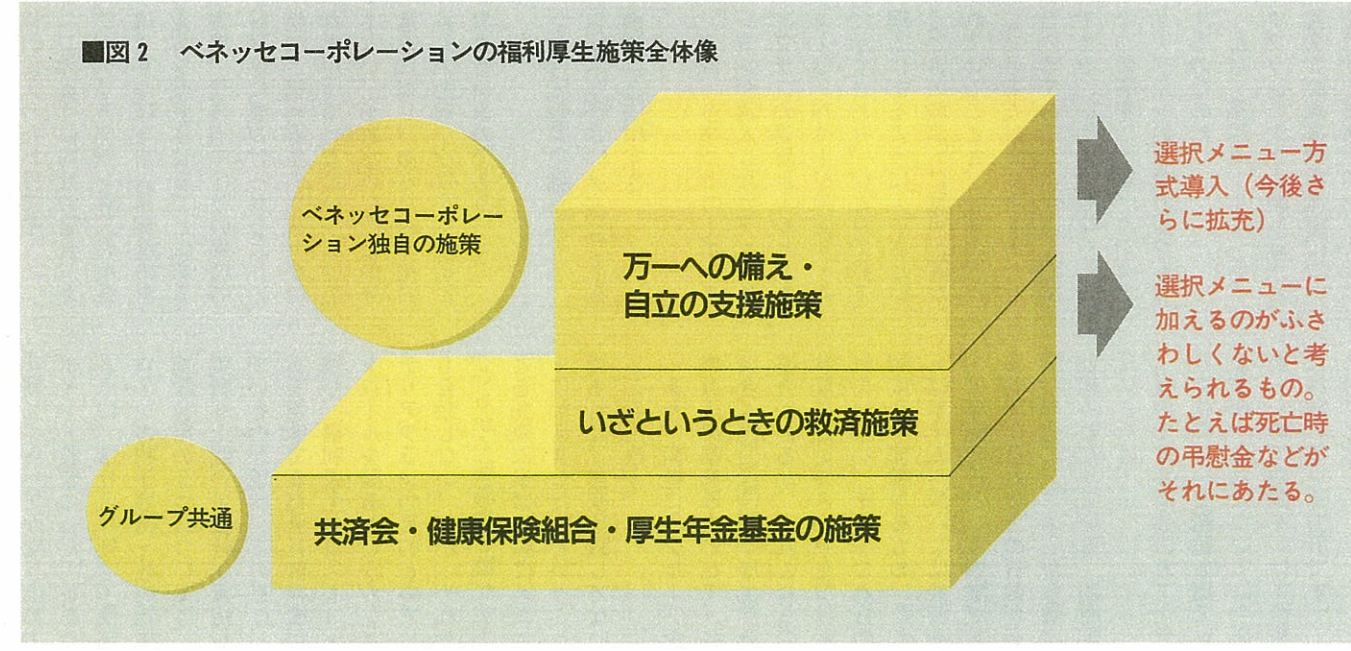 ■図2 ベネッセコーポレーションの福利厚生施策全体像
ベネッセコーポレー
ション独自の施策
万一への備え・
自立の支援施策
いざというときの救済施策
グループ共通
共済会・健康保険組合・厚生年金基金の施策
選択メニュー方
式導入（今後さ
らに拡充）
選択メニューに
加えるのがふさ
わしくないと考
えられるもの。
たとえば死亡時
の弔慰金などが
それにあたる。